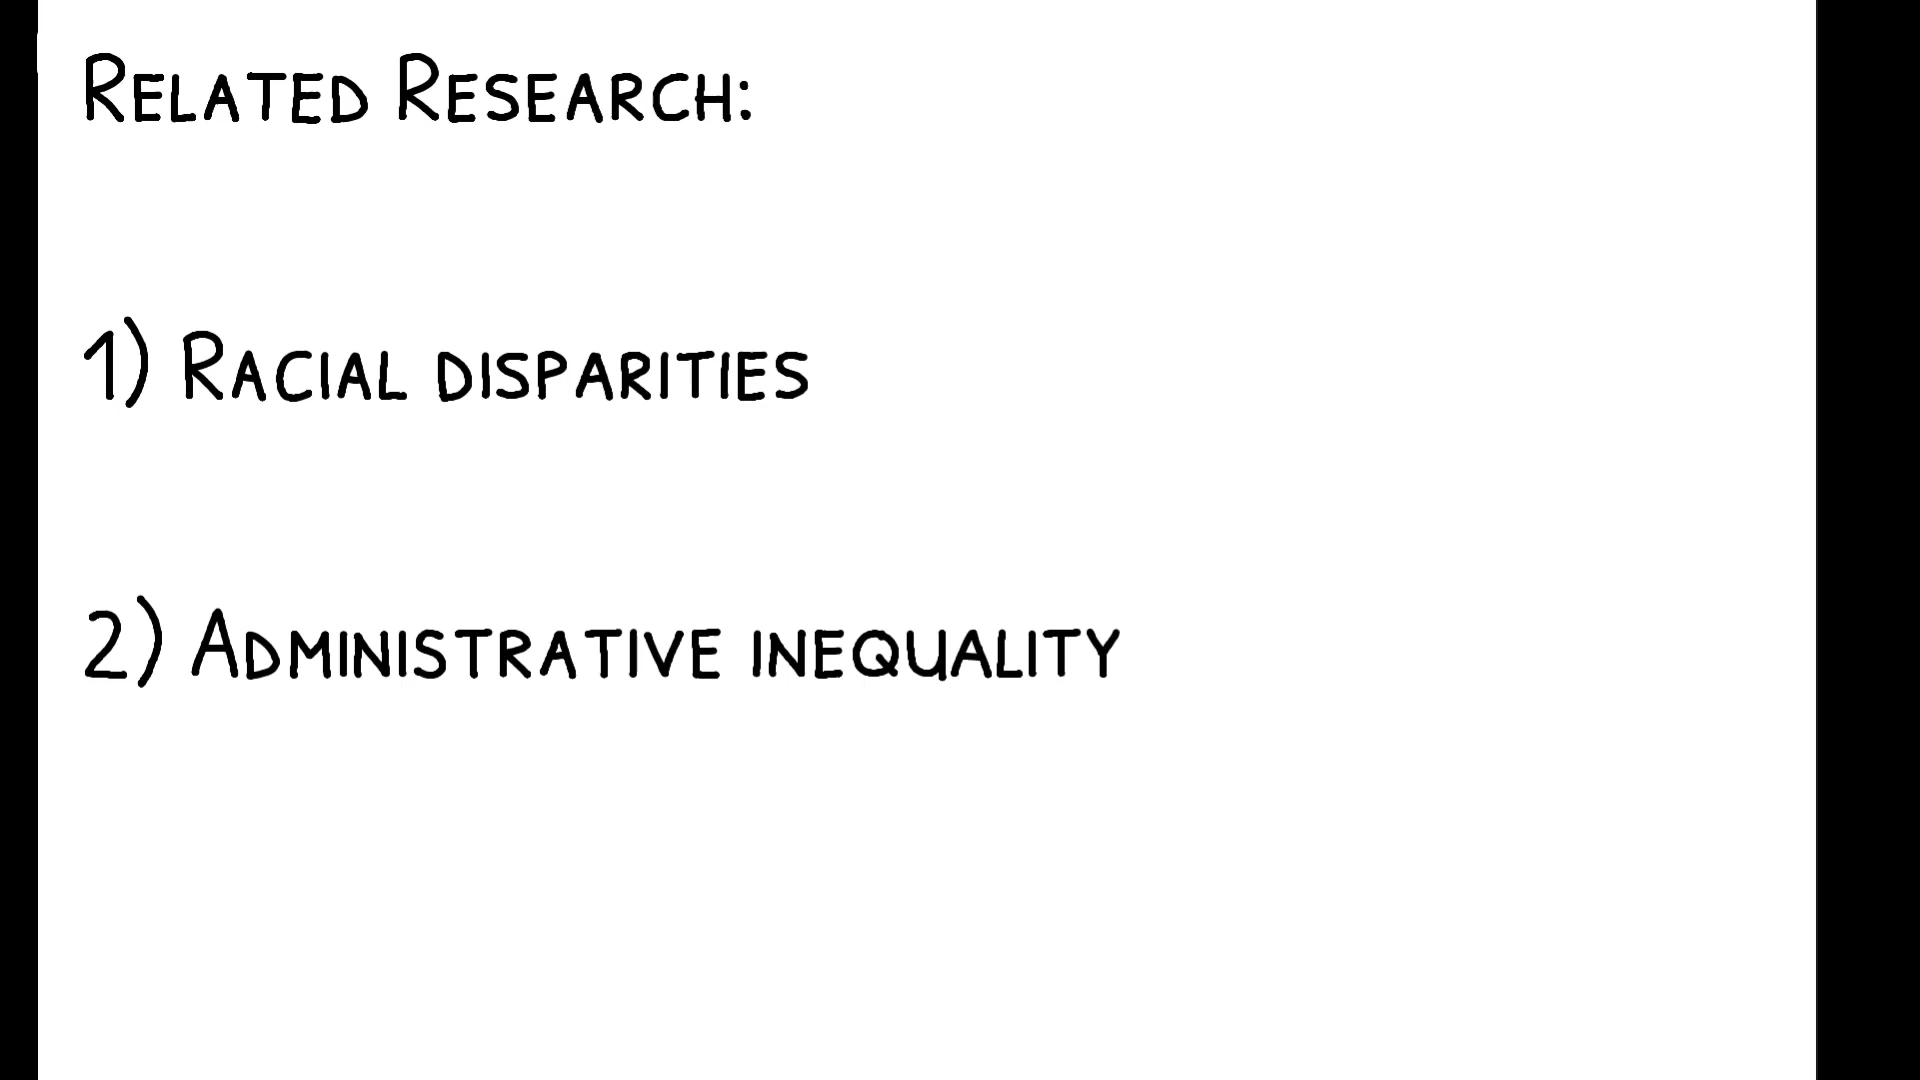 Related Research:
1) Racial disparities
2) Administrative inequality